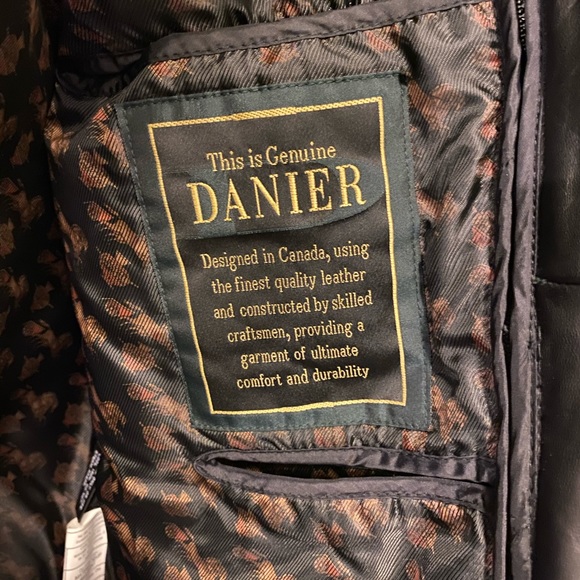 This is Genuine
DANIER
Designed in Canada, using
the finest quality leather
and constructed by skilled
craftsmen, providing a
garment of ultimate
comfort and durability